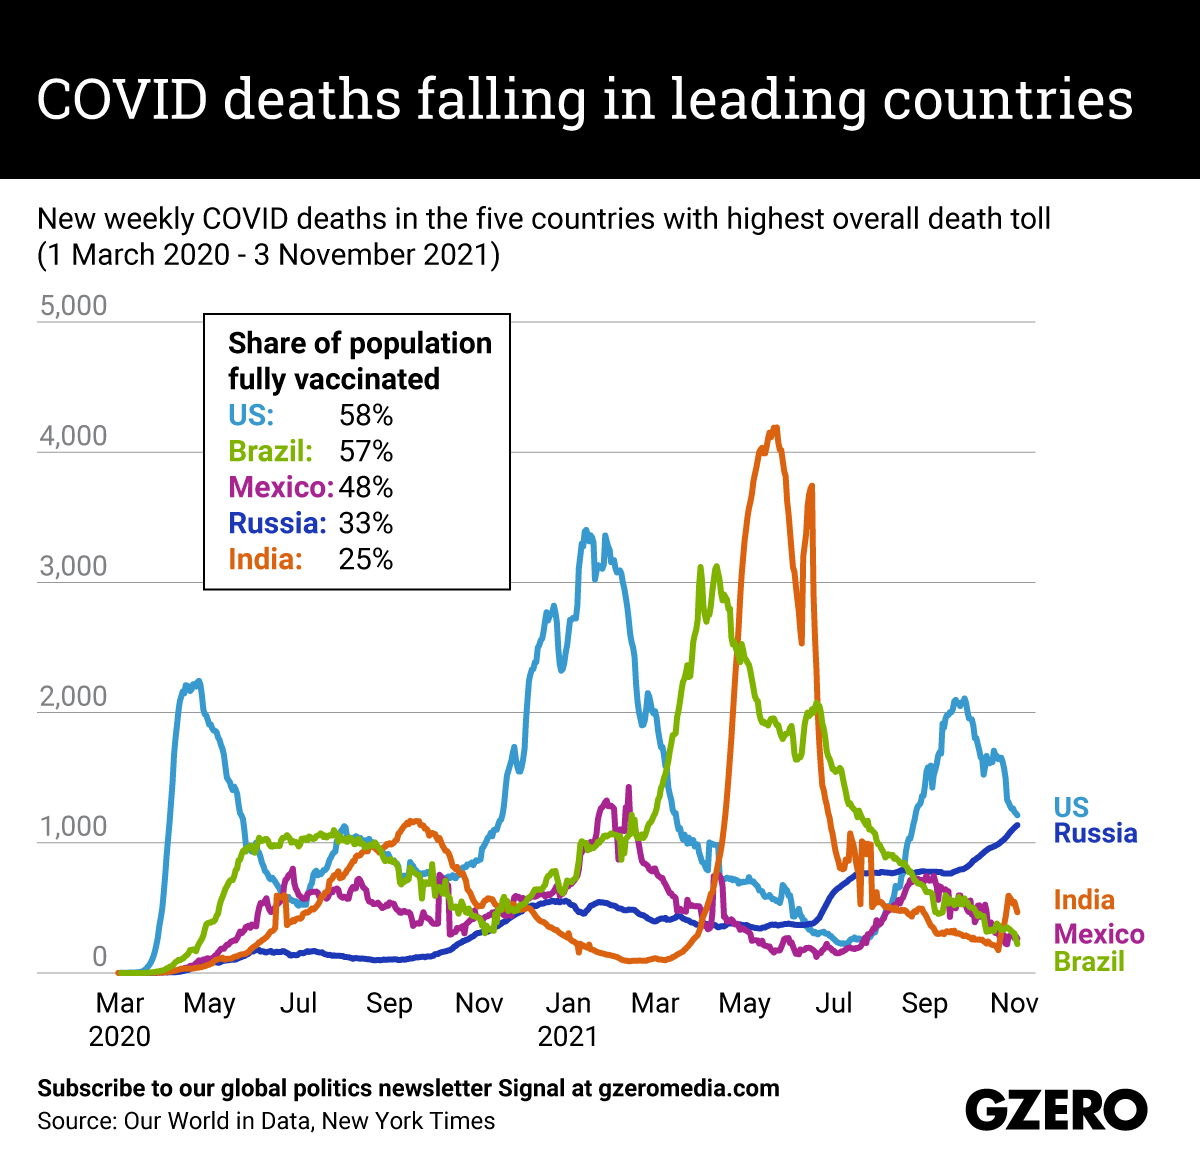 COVID deaths falling in leading countries
New weekly COVID deaths in the five countries with highest overall death toll
(1 March 2020 - 3 November 2021)
5,000
4,000
3,000
2,000
1,000
0
Share of population
fully vaccinated
US: 58%
Brazil: 57%
Mexico: 48%
Russia: 33%
India: 25%
US
Russia
India
Mexico
Brazil
Mar May Jul Sep Nov Jan Mar May Jul Sep Nov
2020 2021
Subscribe to our global politics newsletter Signal at gzeromedia.com
Source: Our World in Data, New York Times
GZERO